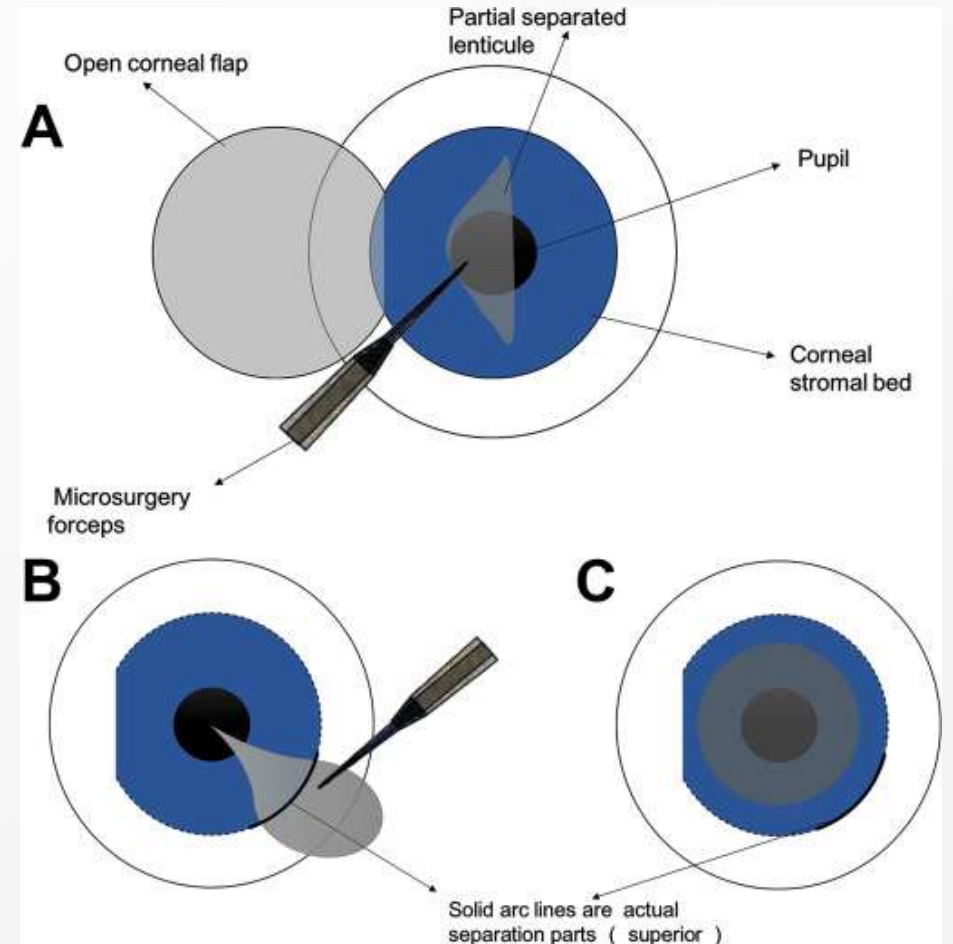 Partial separated
lenticule
Open corneal flap
A
Pupil
Corneal
stromal bed
Microsurgery
forceps
B
C
Solid arc lines are actual
separation parts ( superior )